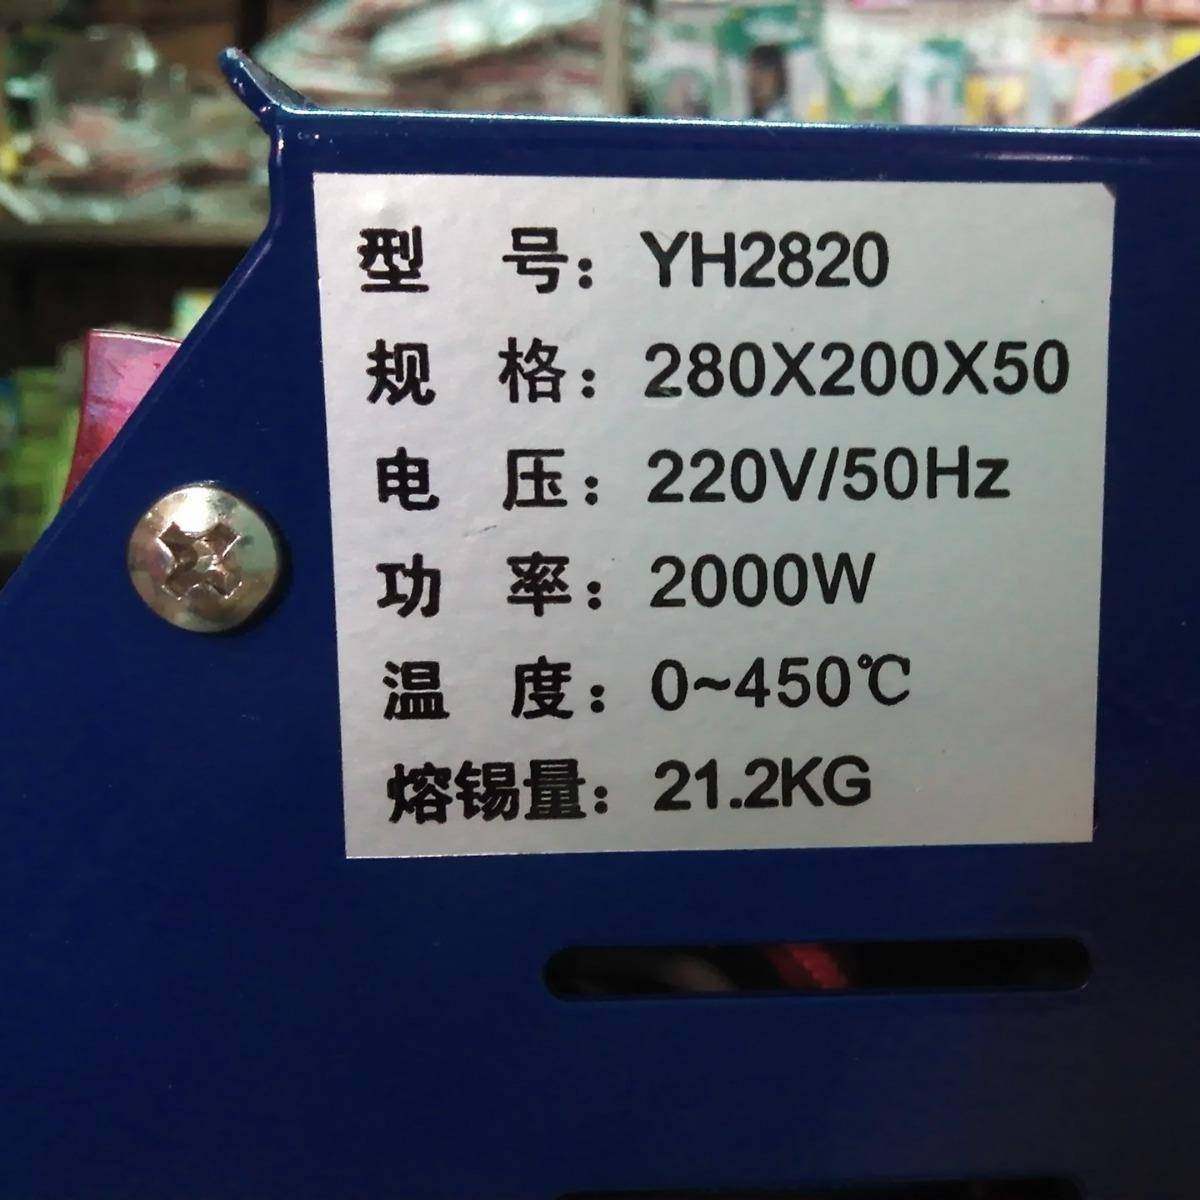 型 号：YH2820
规 格：280X200X50
电 压：220V/50Hz
功 率：2000W
温 度：0~450℃
熔锡量：21.2KG